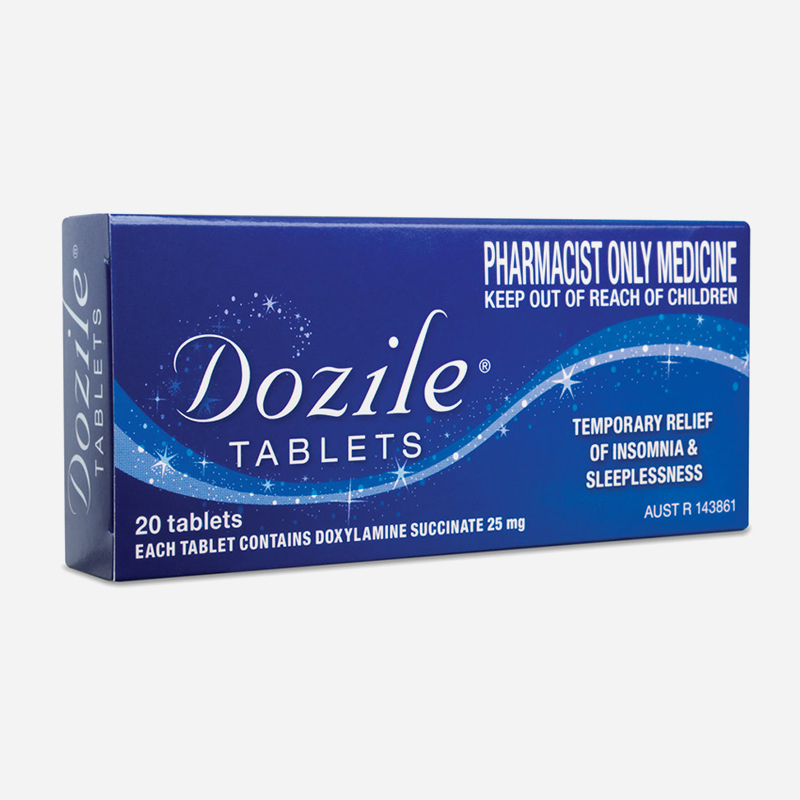 Dozile®
TABLETS
PHARMACIST ONLY MEDICINE
KEEP OUT OF REACH OF CHILDREN
Dozile®
TABLETS
TEMPORARY RELIEF
OF INSOMNIA &
SLEEPLESSNESS
AUST R 143861
20 tablets
EACH TABLET CONTAINS DOXYLAMINE SUCCINATE 25 mg